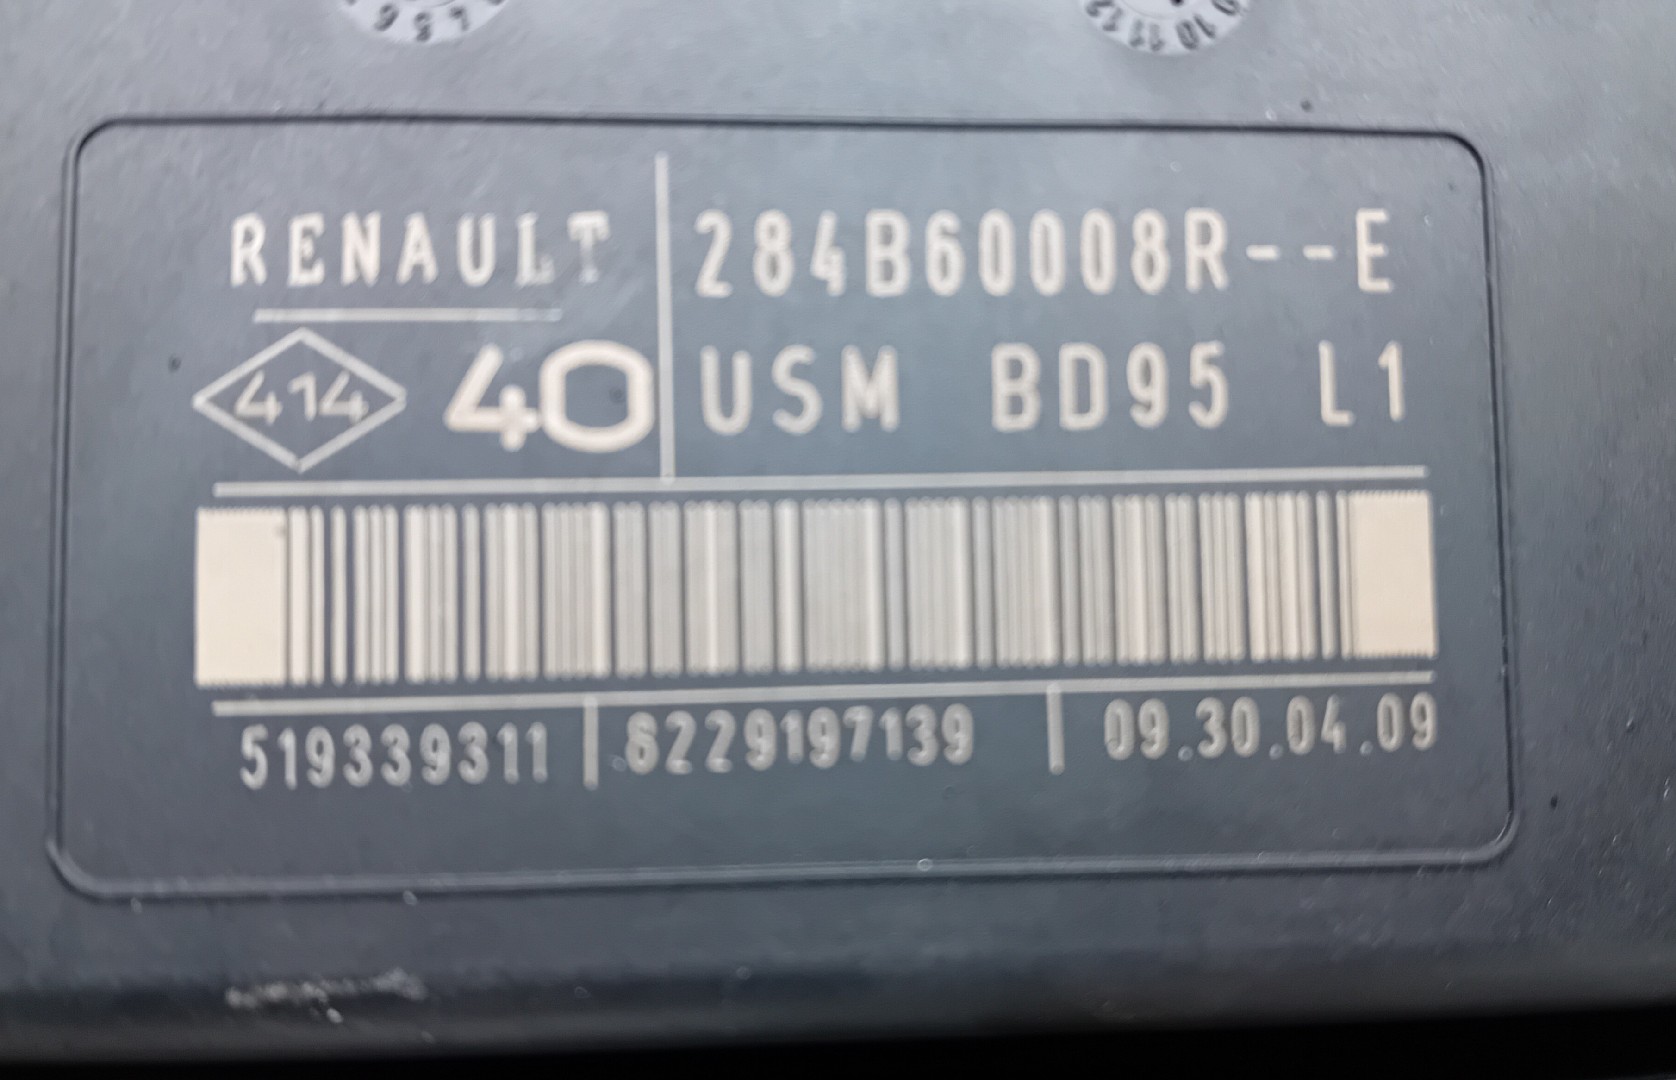 RENAULT
284B60008R--E
414
40
USM BD95 L1
519339311
8229197139
09.30.04.09